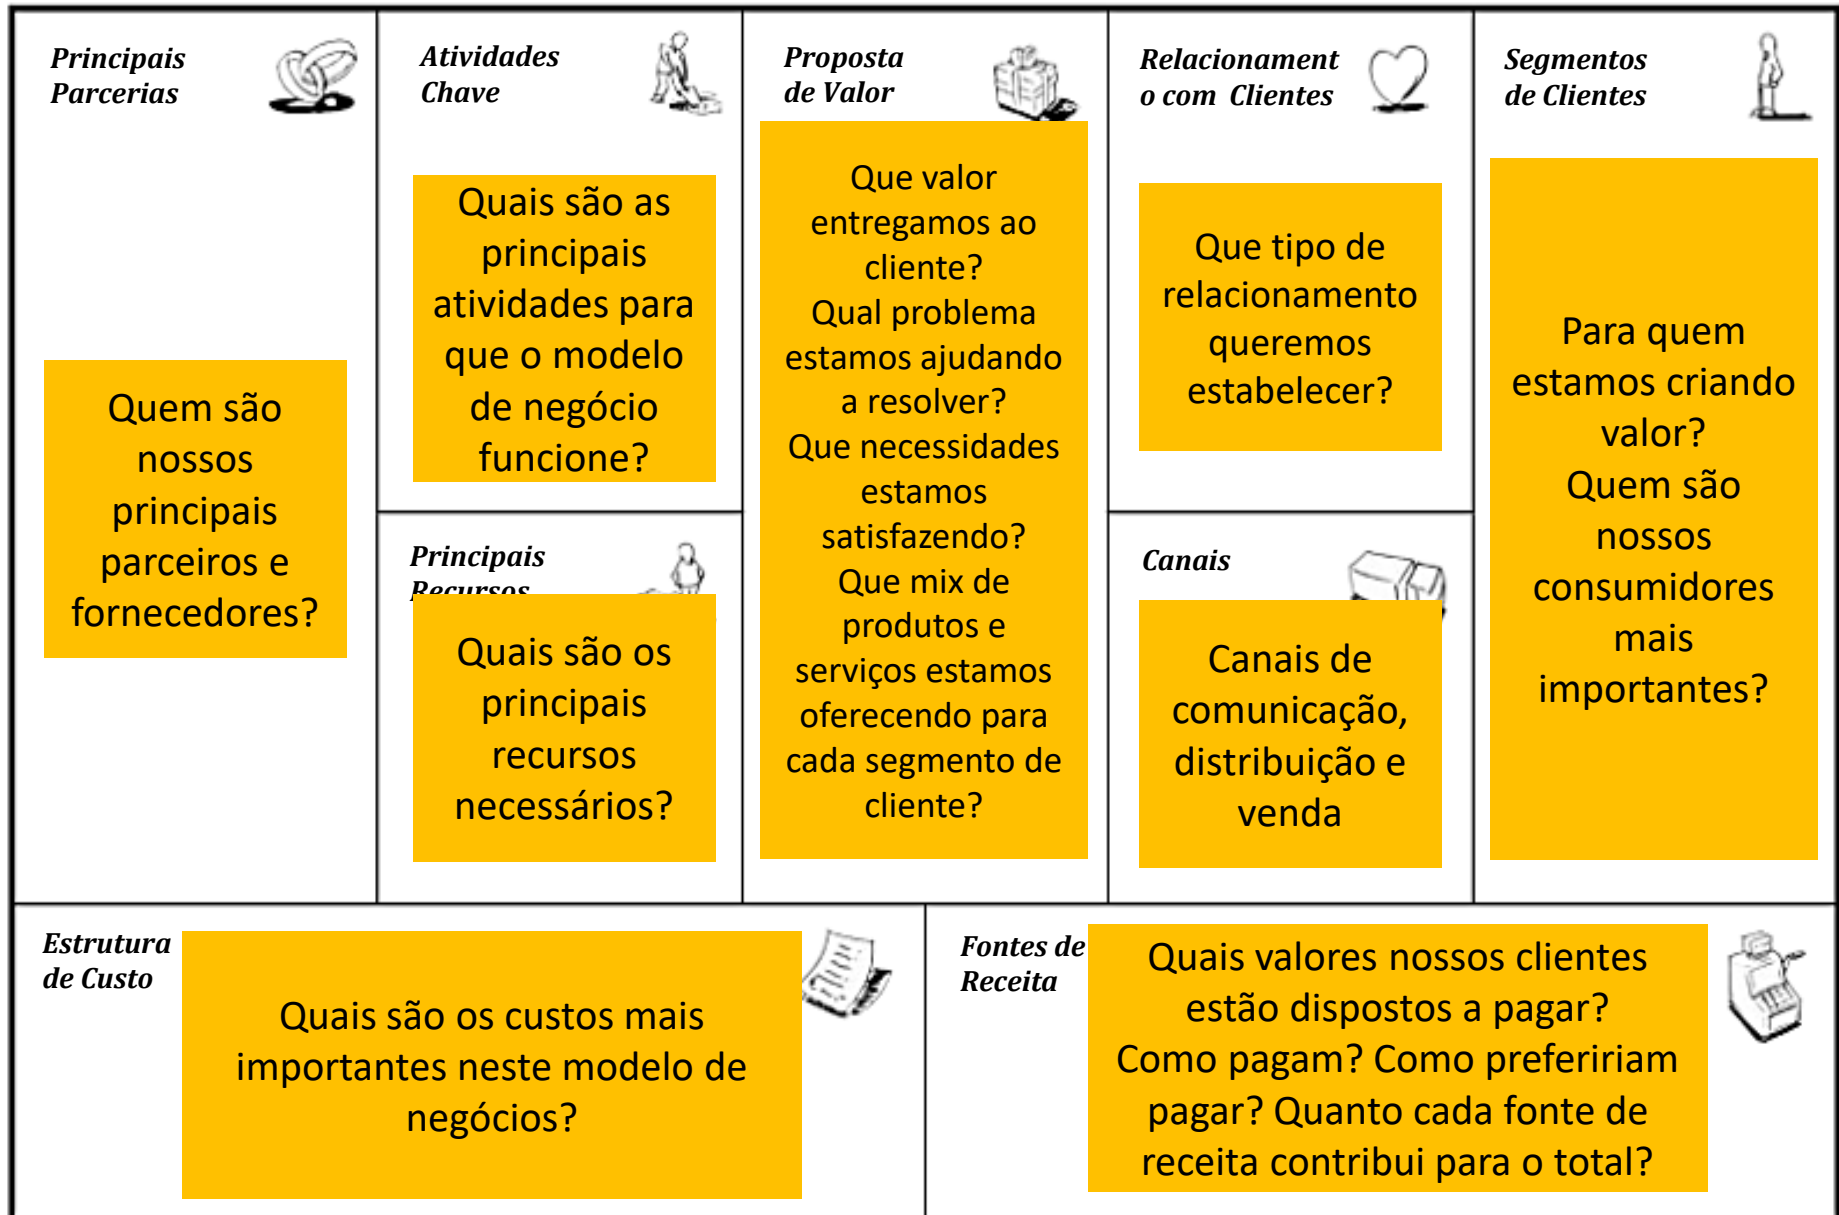 Principais
Parcerias
Quem são
nossos
principais
parceiros e
fornecedores?
Atividades
Chave
Quais são as
principais
atividades para
que o modelo
de negócio
funcione?
Principais
Recursos
Quais são os
principais
recursos
necessários?
Proposta
de Valor
Que valor
entregamos ao
cliente?
Qual problema
estamos ajudando
a resolver?
Que necessidades
estamos
satisfazendo?
Que mix de
produtos e
serviços estamos
oferecendo para
cada segmento de
cliente?
Relacionament
o com Clientes
Que tipo de
relacionamento
queremos
estabelecer?
Canais
Canais de
comunicação,
distribuição e
venda
Segmentos
de Clientes
Para quem
estamos criando
valor?
Quem são
nossos
consumidores
mais
importantes?
Estrutura
de Custo
Quais são os custos mais
importantes neste modelo de
negócios?
Fontes de
Receita
Quais valores nossos clientes
estão dispostos a pagar?
Como pagam? Como prefeririam
pagar? Quanto cada fonte de
receita contribui para o total?